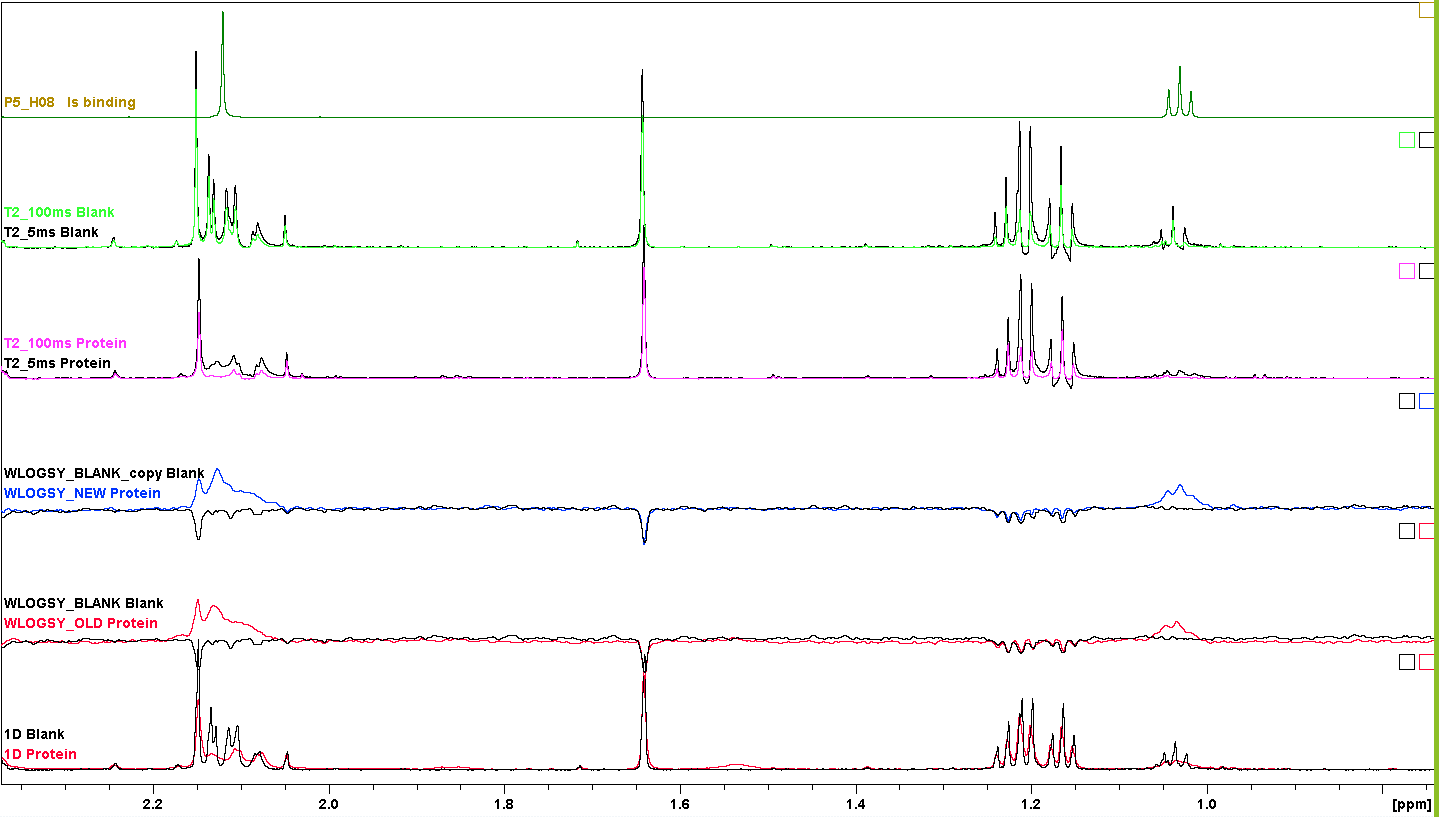 P5_H08   Is binding
T2_100ms Blank
T2_5ms Blank
T2_100ms Protein
T2_5ms Protein
WLOGSY_BLANK_copy Blank
WLOGSY_NEW Protein
WLOGSY_BLANK Blank
WLOGSY_OLD Protein
1D Blank
1D Protein
2.2 2.0 1.8 1.6 1.4 1.2 1.0 [ppm]